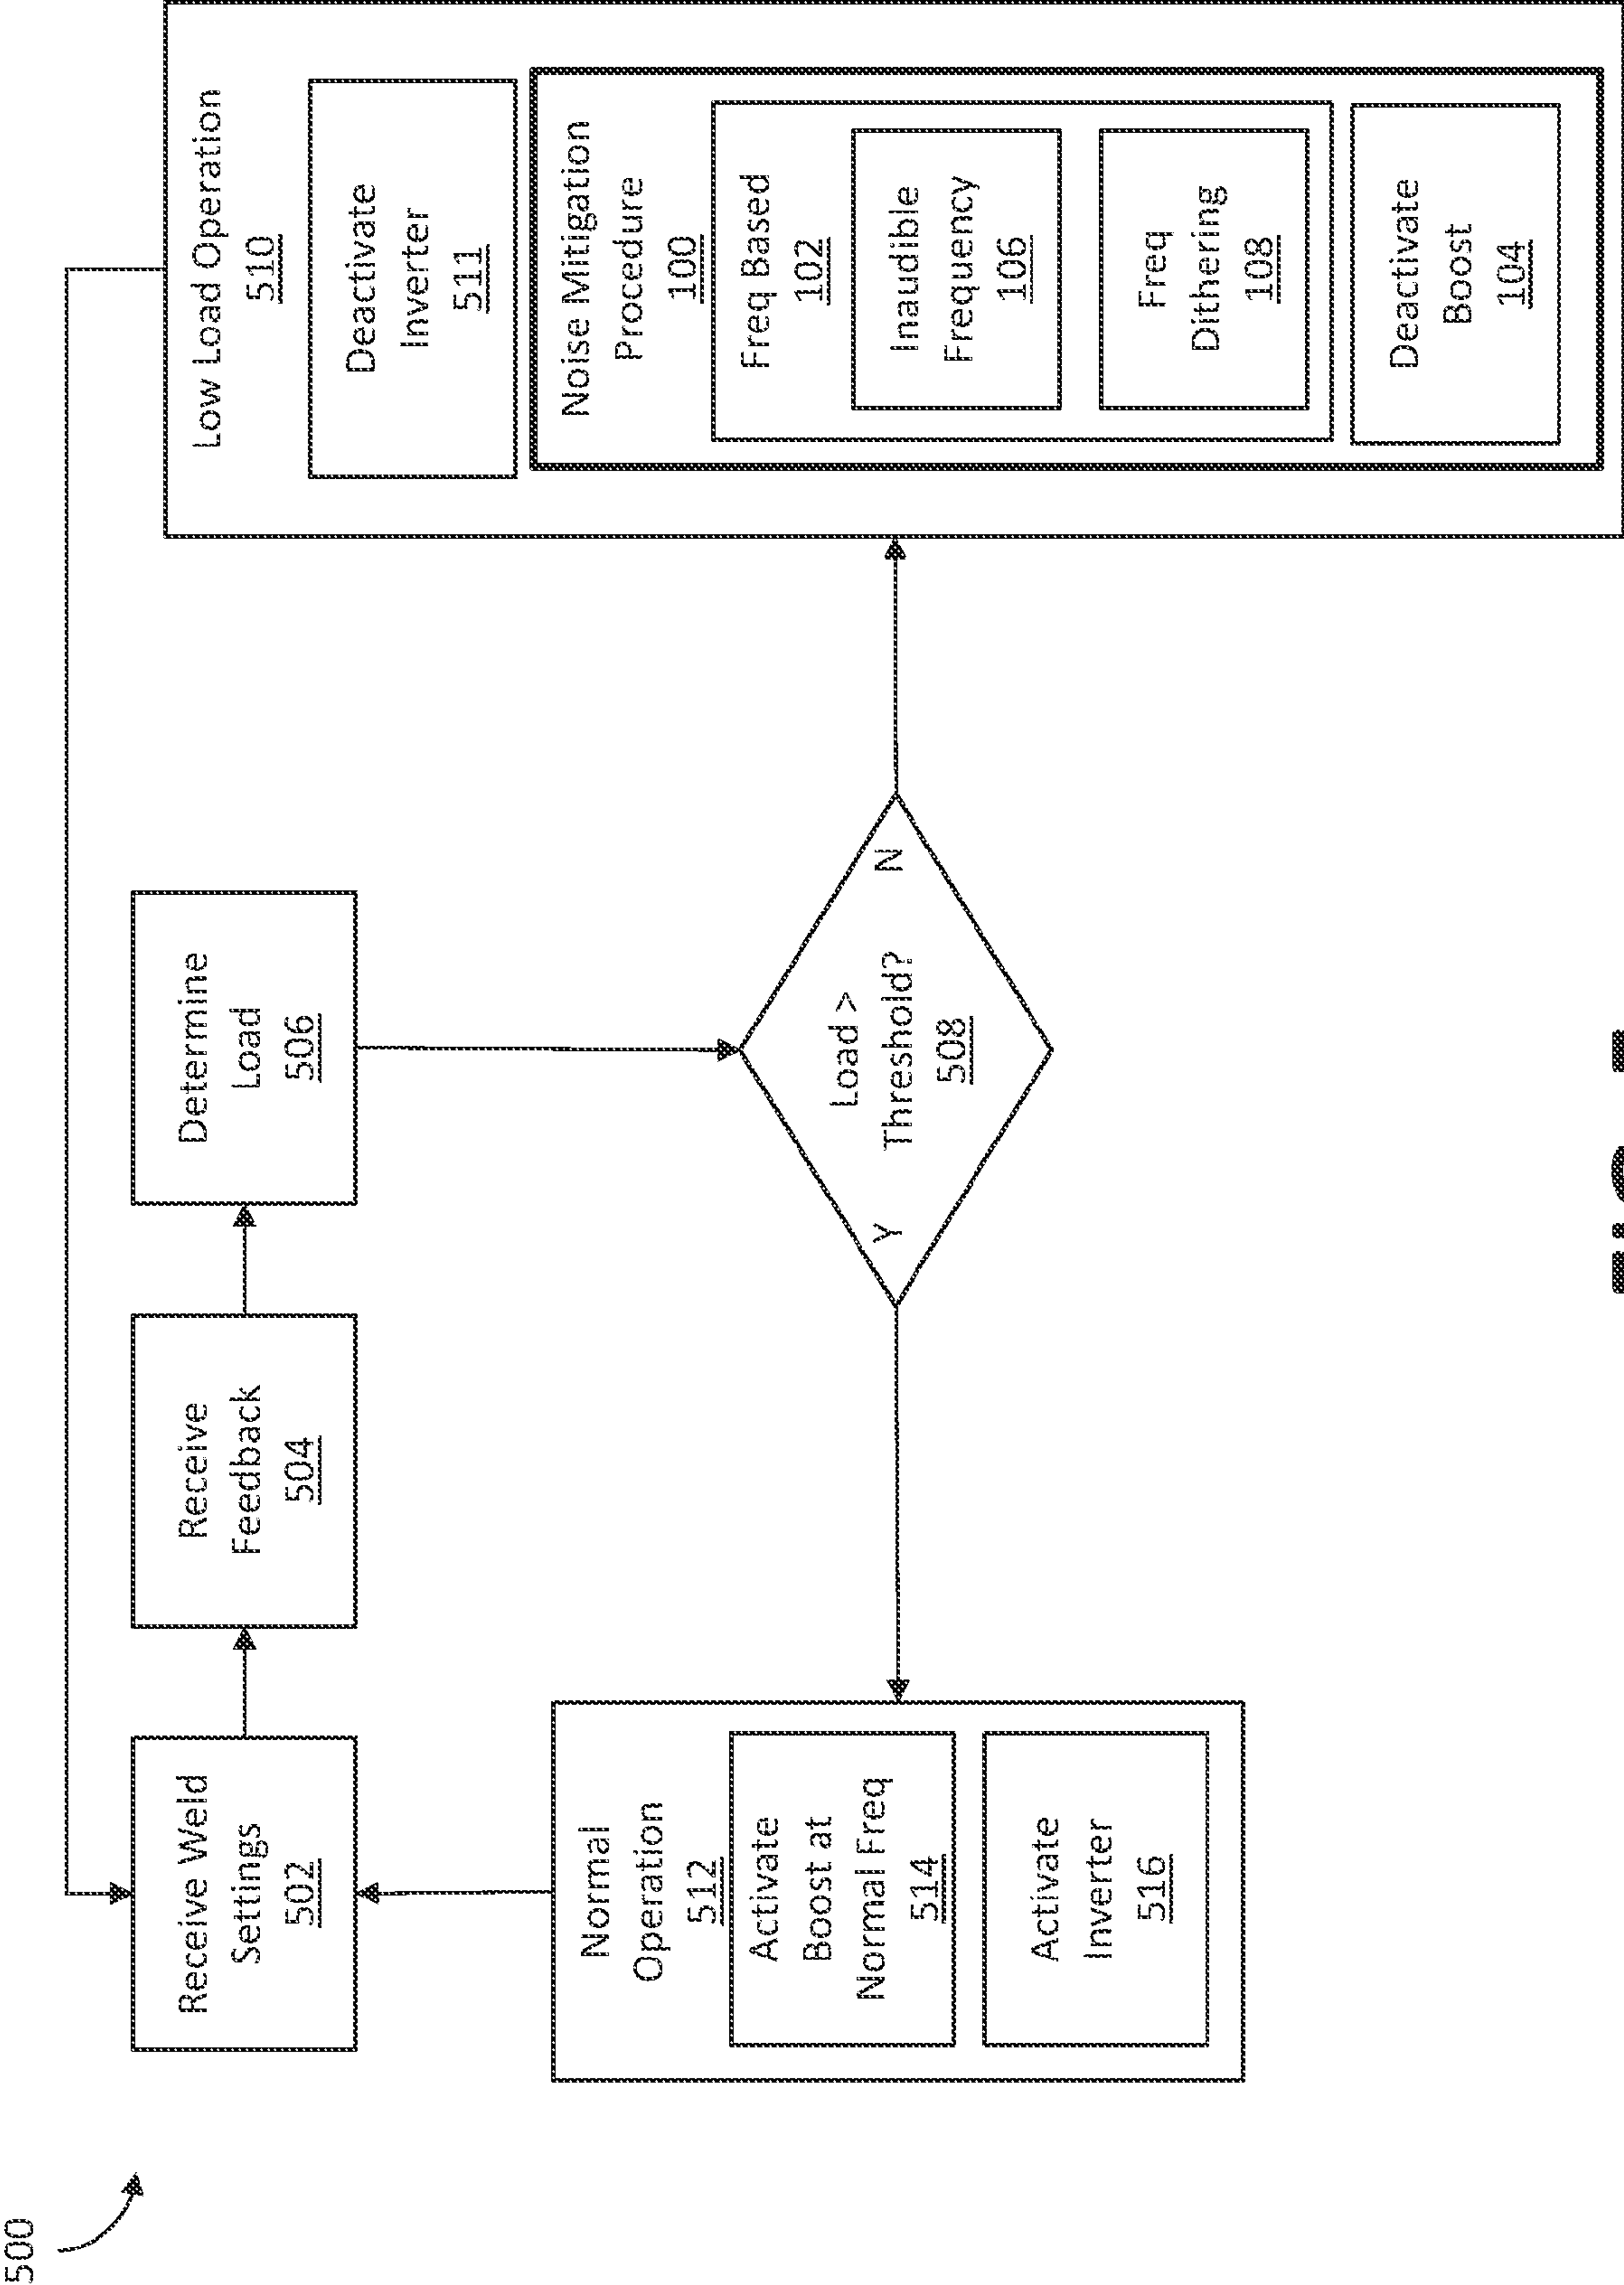 500
Receive Weld
Settings
502
Receive
Feedback
504
Determine
Load
506
Load >
Threshold?
508
Y
N
Normal
Operation
512
Activate
Boost at
Normal Freq
514
Activate
Inverter
516
Low Load Operation
510
Deactivate
Inverter
511
Noise Mitigation
Procedure
100
Freq Based
102
Inaudible
Frequency
106
Freq
Dithering
108
Deactivate
Boost
104